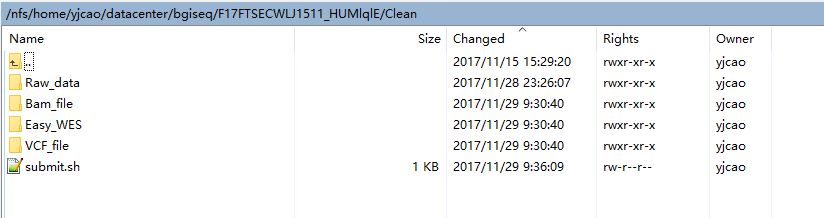 /nfs/home/yjcao/datacenter/bgiseq/F17FTSECWLJ1511_HUMlqlE/Clean
Name Size Changed Rights Owner
.. 2017/11/15 15:29:20 rwxr-xr-x yjcao
Raw_data 2017/11/28 23:26:07 rwxr-xr-x yjcao
Bam_file 2017/11/29 9:30:40 rwxr-xr-x yjcao
Easy_WES 2017/11/29 9:30:40 rwxr-xr-x yjcao
VCF_file 2017/11/29 9:30:40 rwxr-xr-x yjcao
submit.sh 1 KB 2017/11/29 9:36:09 rw-r--r-- yjcao